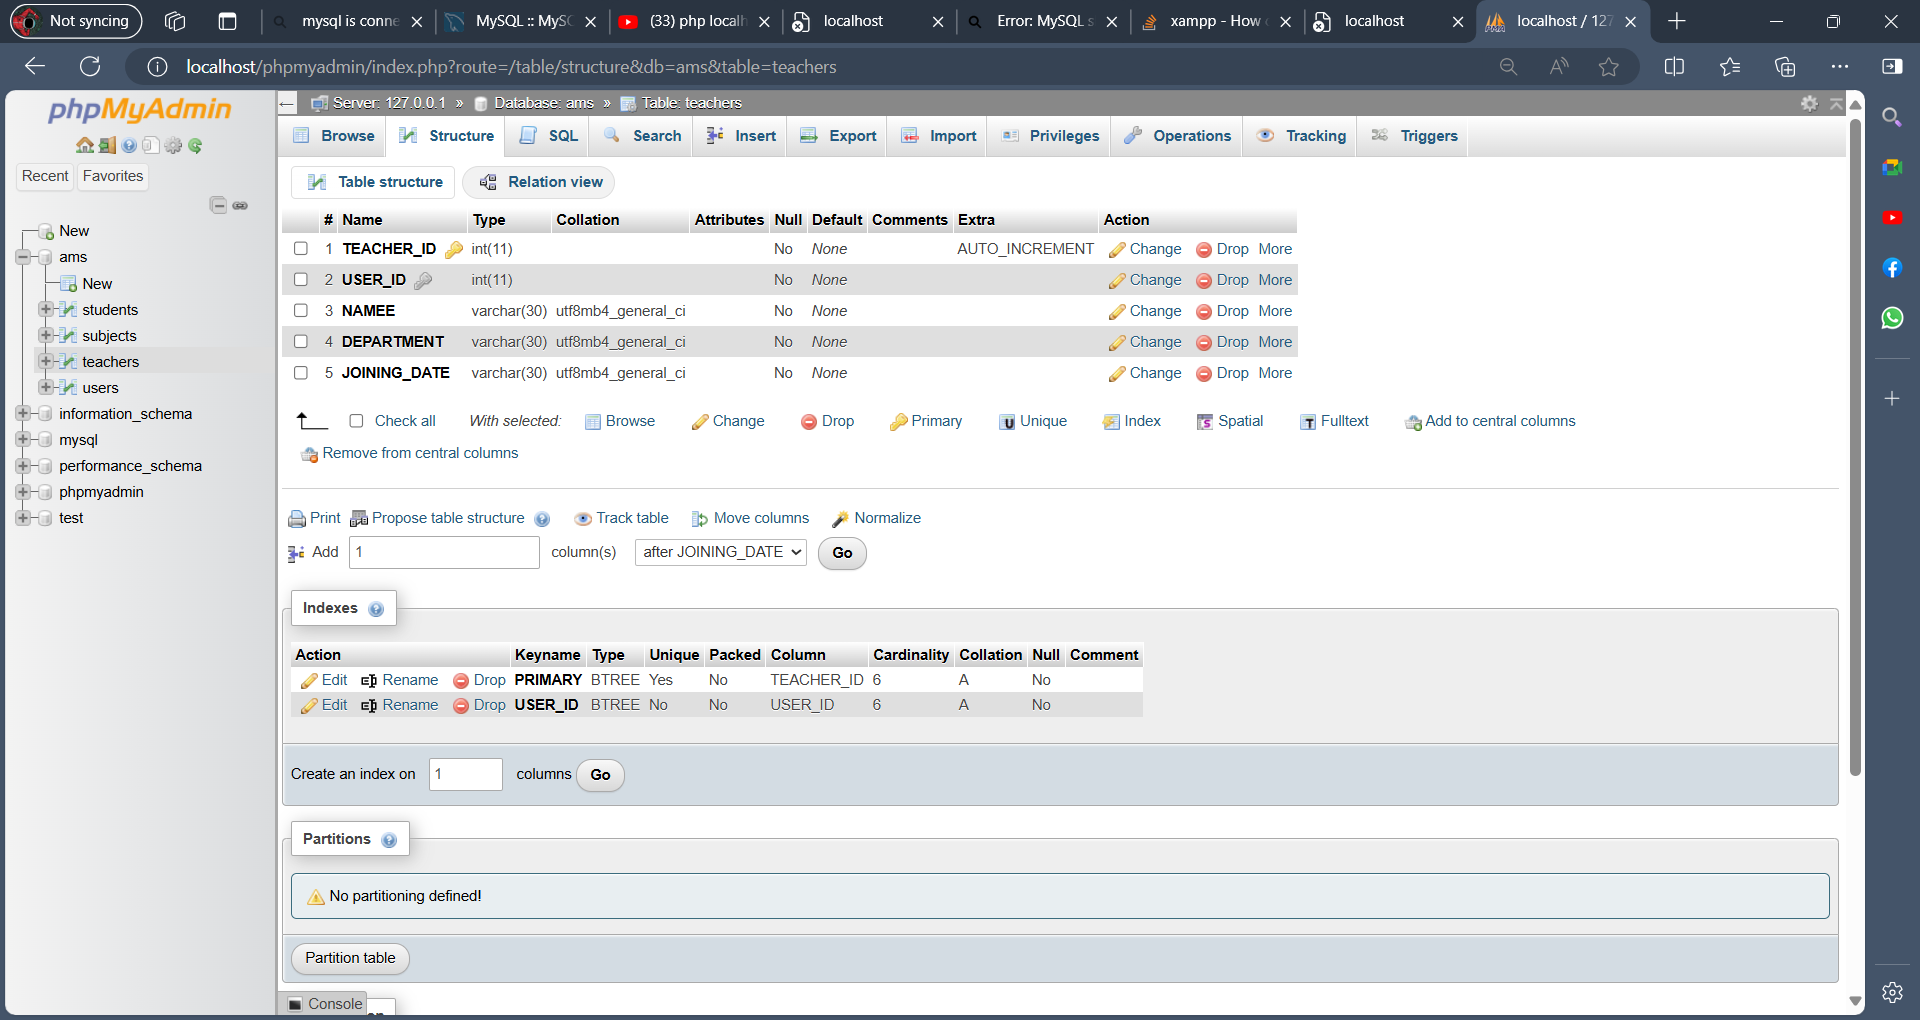 Not syncing
mysql is conne
MySQL :: MySC
(33) php localh
localhost
Error: MySQL s
xampp - How
localhost
localhost / 127
localhost/phpmyadmin/index.php?route=/table/structure&db=ams&table=teachers
phpMyAdmin
Recent Favorites
New
ams
New
students
subjects
teachers
users
information_schema
mysql
performance_schema
phpmyadmin
test
Server: 127.0.0.1 » Database: ams » Table: teachers
Browse Structure SQL Search Insert Export Import Privileges Operations Tracking Triggers
Table structure Relation view
# Name Type Collation Attributes Null Default Comments Extra Action
1 TEACHER_ID int(11) No None AUTO_INCREMENT Change Drop More
2 USER_ID int(11) No None Change Drop More
3 NAMEE varchar(30) utf8mb4_general_ci No None Change Drop More
4 DEPARTMENT varchar(30) utf8mb4_general_ci No None Change Drop More
5 JOINING_DATE varchar(30) utf8mb4_general_ci No None Change Drop More
Check all With selected: Browse Change Drop Primary Unique Index Spatial Fulltext Add to central columns
Remove from central columns
Print Propose table structure Track table Move columns Normalize
Add 1 column(s) after JOINING_DATE Go
Indexes
Action Keyname Type Unique Packed Column Cardinality Collation Null Comment
Edit Rename Drop PRIMARY BTREE Yes No TEACHER_ID 6 A No
Edit Rename Drop USER_ID BTREE No No USER_ID 6 A No
Create an index on 1 columns Go
Partitions
No partitioning defined!
Partition table
Console